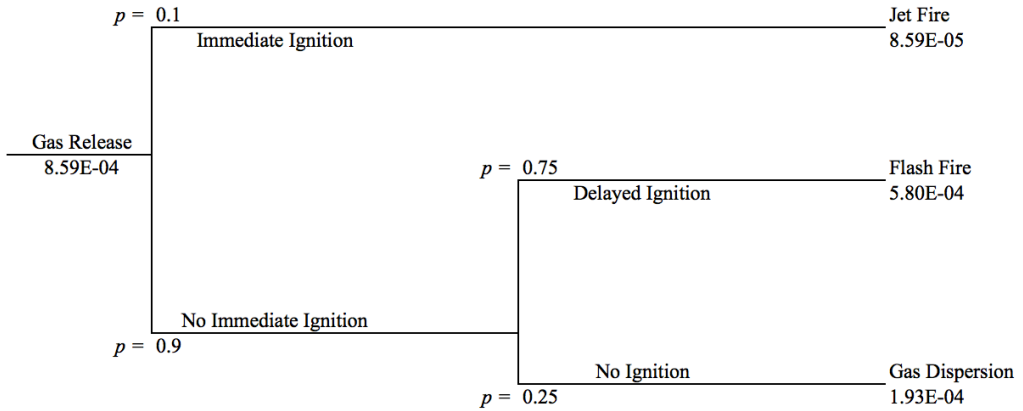 p = 0.1
Immediate Ignition
Jet Fire
8.59E-05
Gas Release
8.59E-04
p = 0.75
Delayed Ignition
Flash Fire
5.80E-04
No Immediate Ignition
p = 0.9
No Ignition
p = 0.25
Gas Dispersion
1.93E-04